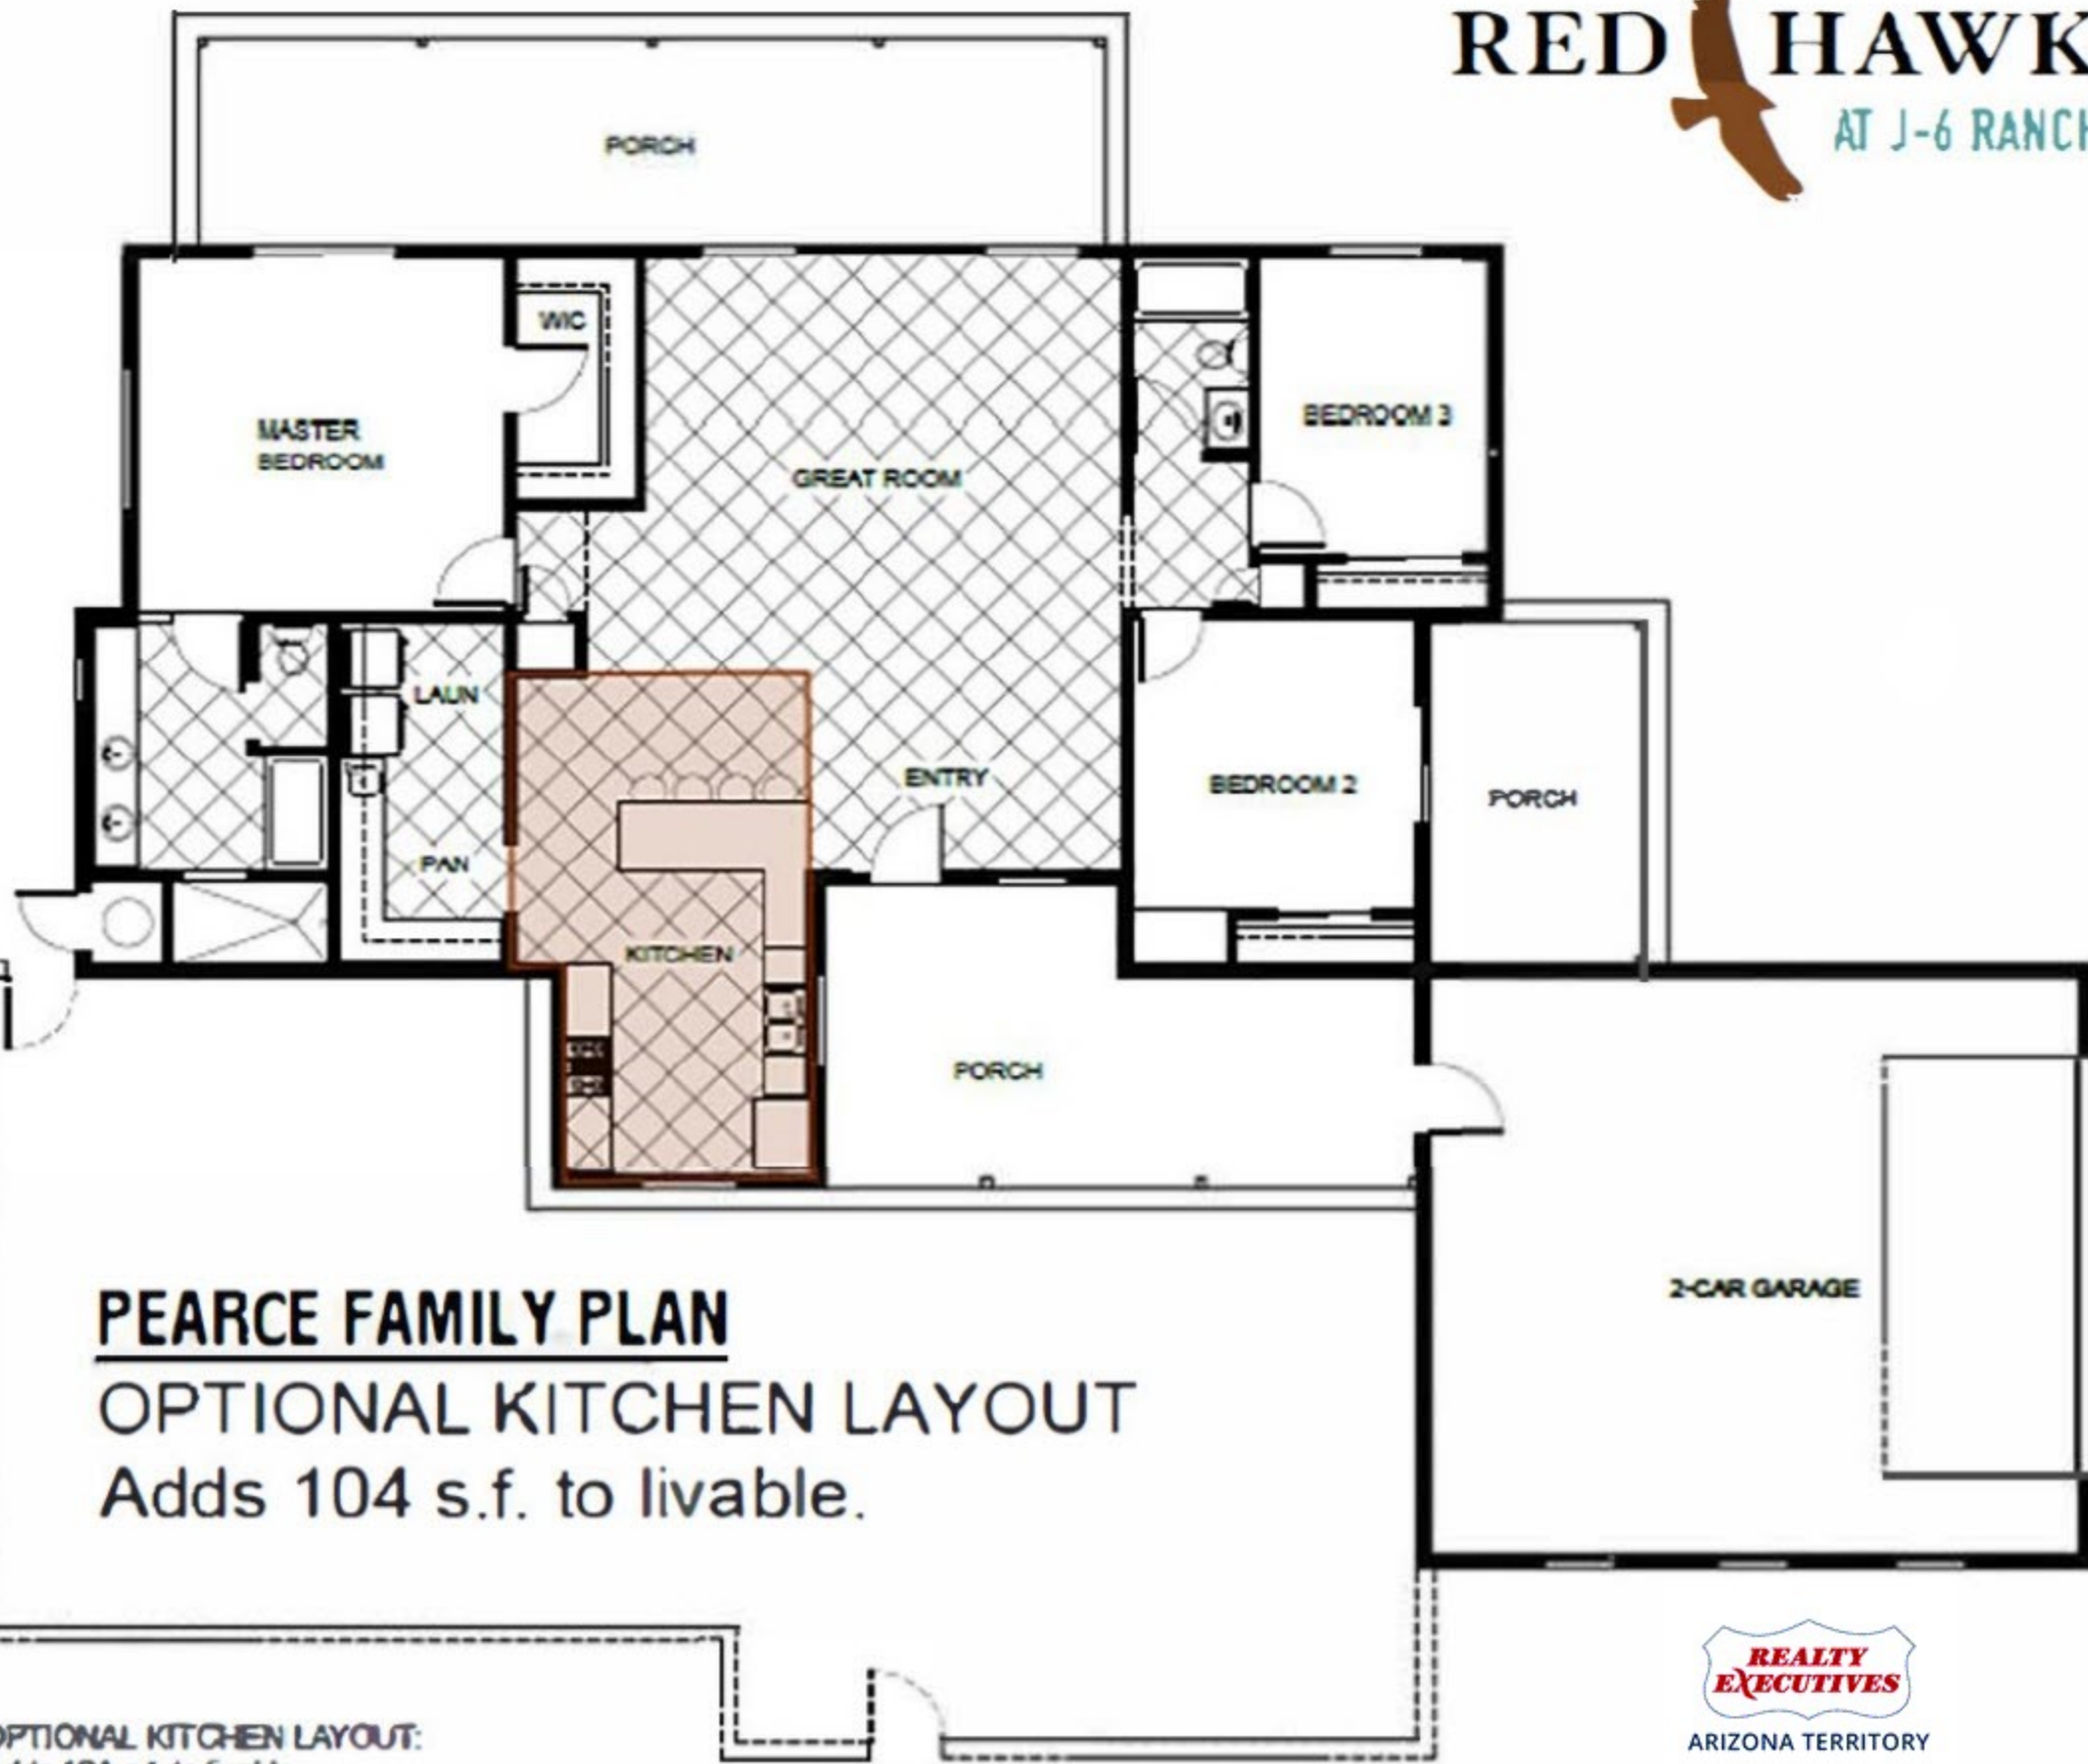 RED HAWK
AT J-6 RANCH
PORCH
WIC
MASTER
BEDROOM
GREAT ROOM
BEDROOM 3
LAUN
ENTRY
BEDROOM 2
PORCH
PAN
KITCHEN
PORCH
2-CAR GARAGE
PEARCE FAMILY PLAN
OPTIONAL KITCHEN LAYOUT
Adds 104 s.f. to livable.
REALTY
EXECUTIVES
ARIZONA TERRITORY
OPTIONAL KITCHEN LAYOUT: